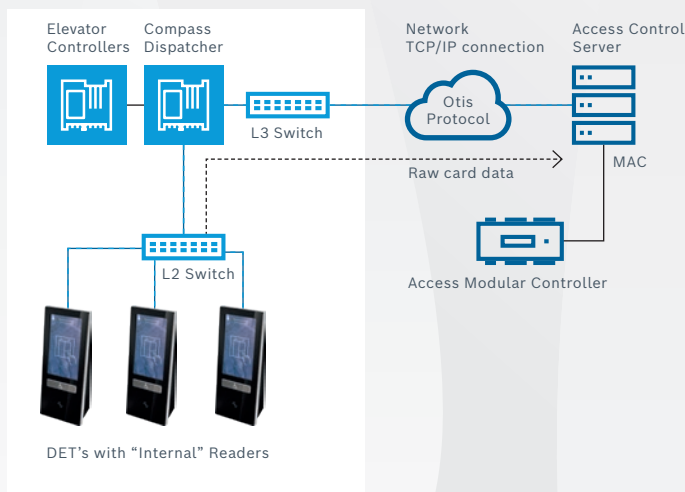 Elevator
Controllers
Compass
Dispatcher
Network
TCP/IP connection
Access Control
Server
Otis
Protocol
L3 Switch
MAC
Raw card data
L2 Switch
Access Modular Controller
DET's with “Internal” Readers